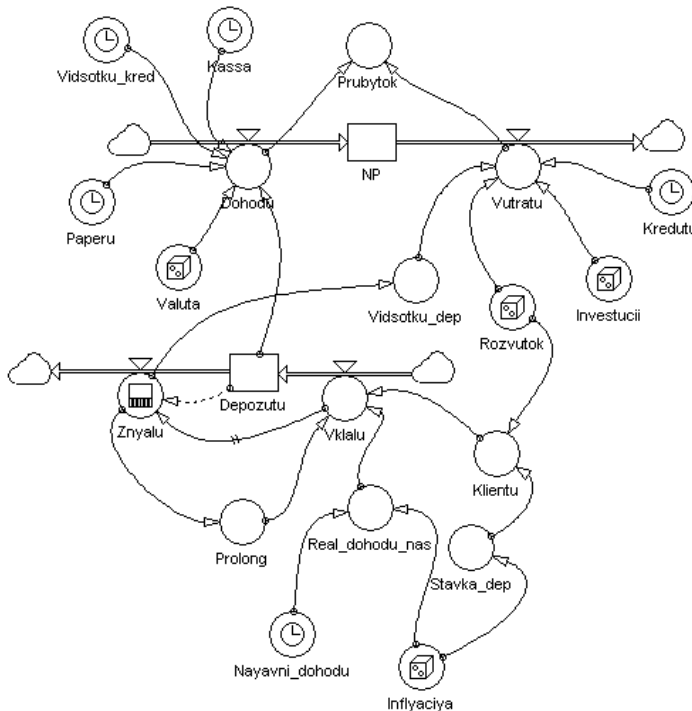 Vidsotku_kred
Kassa
Prubytok
NP
Dohodu
Vutratu
Paperu
Kredutu
Valuta
Vidsotku_dep
Rozvutok
Investucii
Znyalu
Depozutu
Vklalu
Klientu
Prolong
Real_dohodu_nas
Stavka_dep
Nayavni_dohodu
Inflyaciya